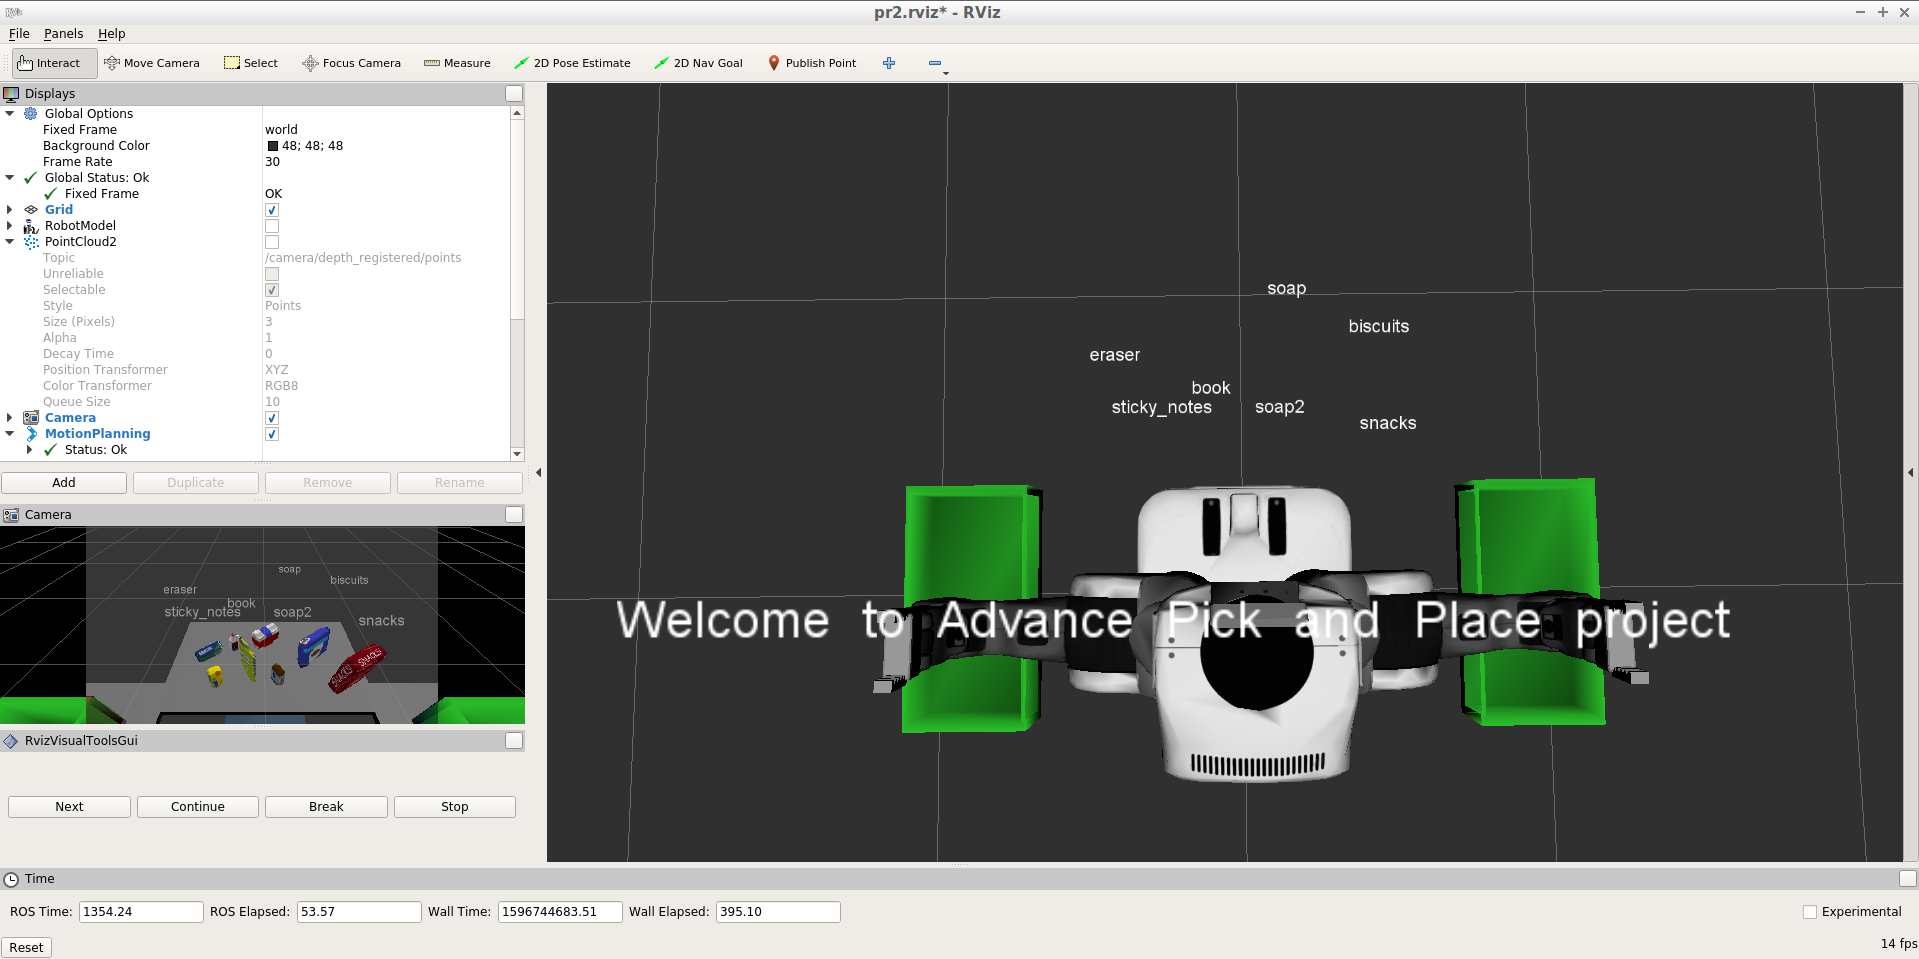 pr2.rviz* - RViz
File Panels Help
Interact Move Camera Select Focus Camera Measure 2D Pose Estimate 2D Nav Goal Publish Point
Displays
Global Options
Fixed Frame world
Background Color 48; 48; 48
Frame Rate 30
Global Status: Ok
Fixed Frame OK
Grid
RobotModel
PointCloud2
Topic /camera/depth_registered/points
Unreliable
Selectable
Style Points
Size (Pixels) 3
Alpha 1
Decay Time 0
Position Transformer XYZ
Color Transformer RGB8
Queue Size 10
Camera
MotionPlanning
Status: Ok
Add Duplicate Remove Rename
Camera
soap
biscuits
eraser
book
sticky_notes soap2
snacks
SNACKS SNACKS
RvizVisualToolsGui
Next Continue Break Stop
soap
biscuits
eraser
book
sticky_notes soap2
snacks
Welcome to Advance Pick and Place project
Time
ROS Time: 1354.24 ROS Elapsed: 53.57 Wall Time: 1596744683.51 Wall Elapsed: 395.10 Experimental
Reset 14 fps